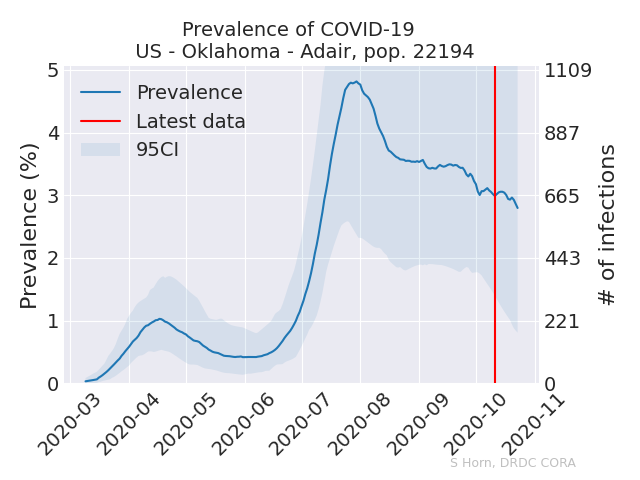 Prevalence of COVID-19
US - Oklahoma - Adair, pop. 22194
Prevalence (%)
5
4
3
2
1
0
Prevalence
Latest data
95CI
1109
887
665
443
221
0
# of infections
2020-03
2020-04
2020-05
2020-06
2020-07
2020-08
2020-09
2020-10
2020-11
S Horn, DRDC CORA